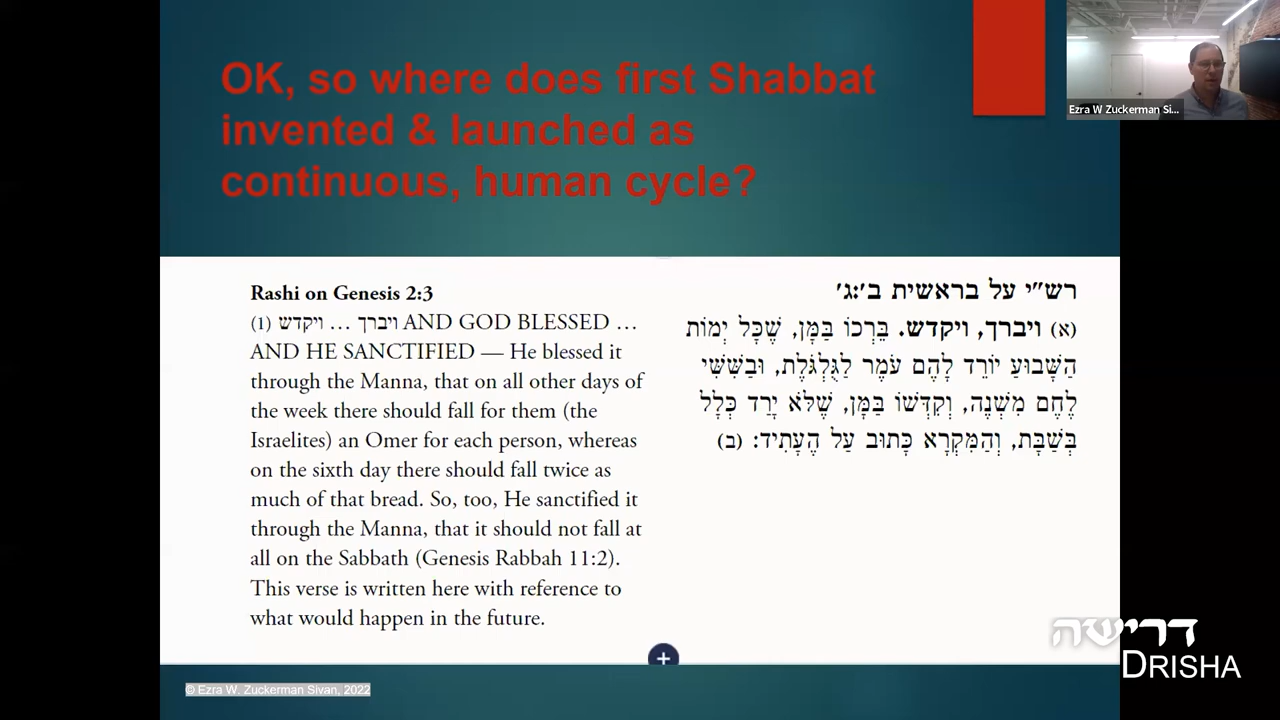 OK, so where does first Shabbat
invented & launched as
continuous, human cycle?
Ezra W Zuckerman Si...
Rashi on Genesis 2:3
(1) ויברך … ויקדש AND GOD BLESSED …
AND HE SANCTIFIED — He blessed it
through the Manna, that on all other days of
the week there should fall for them (the
Israelites) an Omer for each person, whereas
on the sixth day there should fall twice as
much of that bread. So, too, He sanctified it
through the Manna, that it should not fall at
all on the Sabbath (Genesis Rabbah 11:2).
This verse is written here with reference to
what would happen in the future.
רש״י על בראשית ב׳:ג׳
(א) ויברך, ויקדש. בֵּרְכוֹ בַּמָּן, שֶׁכָּל יְמוֹת
הַשָּׁבוּעַ יוֹרֵד לָהֶם עֹמֶר לַגֻּלְגֹּלֶת, וּבַשִּׁשִּׁי
לֶחֶם מִשְׁנֶה, וְקִדְּשׁוֹ בַּמָּן, שֶׁלֹּא יָרַד כְּלָל
בְּשַׁבָּת, וְהַמִּקְרָא כָּתוּב עַל הֶעָתִיד: (ב)
© Ezra W. Zuckerman Sivan, 2022
דרישה
DRISHA